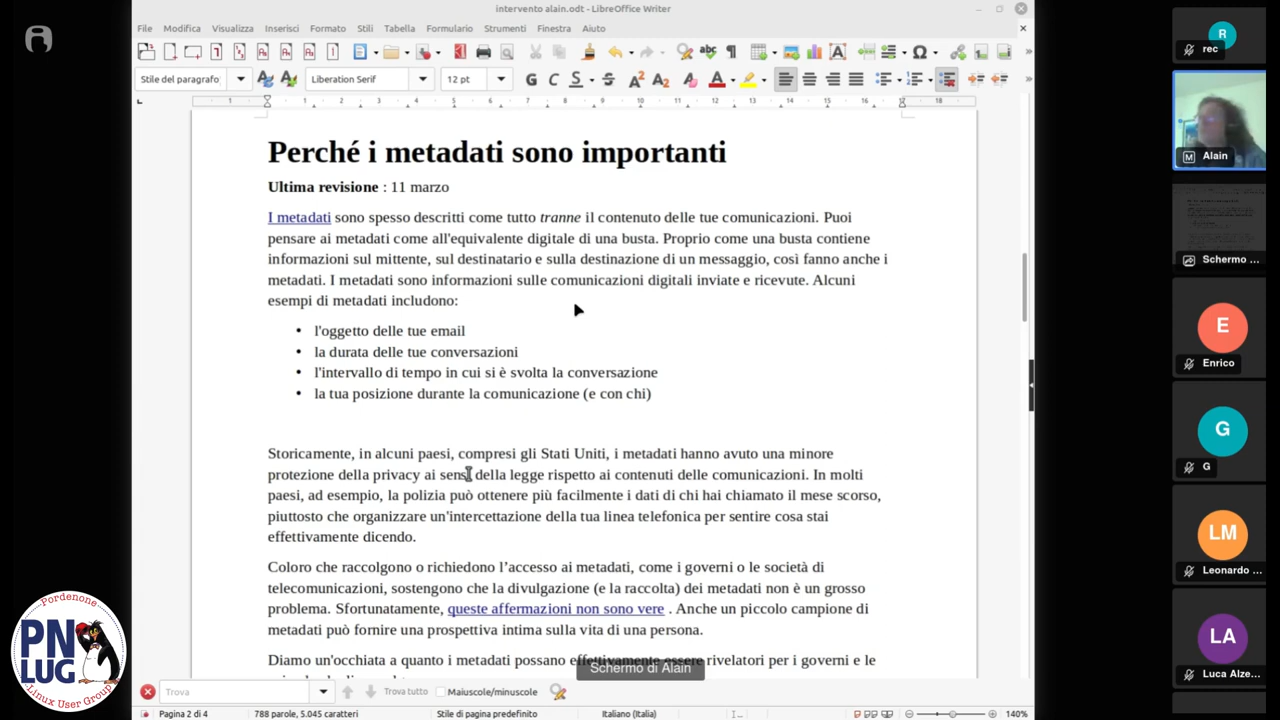 intervento alain.odt - LibreOffice Writer
File Modifica Visualizza Inserisci Formato Stili Tabella Formulario Strumenti Finestra Aiuto
Stile del paragrafo Liberation Serif 12 pt
Perché i metadati sono importanti
Ultima revisione : 11 marzo
I metadati sono spesso descritti come tutto tranne il contenuto delle tue comunicazioni. Puoi
pensare ai metadati come all'equivalente digitale di una busta. Proprio come una busta contiene
informazioni sul mittente, sul destinatario e sulla destinazione di un messaggio, così fanno anche i
metadati. I metadati sono informazioni sulle comunicazioni digitali inviate e ricevute. Alcuni
esempi di metadati includono:
• l'oggetto delle tue email
• la durata delle tue conversazioni
• l'intervallo di tempo in cui si è svolta la conversazione
• la tua posizione durante la comunicazione (e con chi)
Storicamente, in alcuni paesi, compresi gli Stati Uniti, i metadati hanno avuto una minore
protezione della privacy ai sensi della legge rispetto ai contenuti delle comunicazioni. In molti
paesi, ad esempio, la polizia può ottenere più facilmente i dati di chi hai chiamato il mese scorso,
piuttosto che organizzare un'intercettazione della tua linea telefonica per sentire cosa stai
effettivamente dicendo.
Coloro che raccolgono o richiedono l’accesso ai metadati, come i governi o le società di
telecomunicazioni, sostengono che la divulgazione (e la raccolta) dei metadati non è un grosso
problema. Sfortunatamente, queste affermazioni non sono vere . Anche un piccolo campione di
metadati può fornire una prospettiva intima sulla vita di una persona.
Diamo un'occhiata a quanto i metadati possano effettivamente essere rivelatori per i governi e le
Schermo di Alain
Trova Trova tutto Maiuscole/minuscole
Pagina 2 di 4 788 parole, 5.045 caratteri Stile di pagina predefinito Italiano (Italia) 140%
R
rec
M Alain
Schermo ...
E
Enrico
G
G
LM
Leonardo ...
LA
Luca Alze...
Pordenone
PN
LUG
Linux User Group